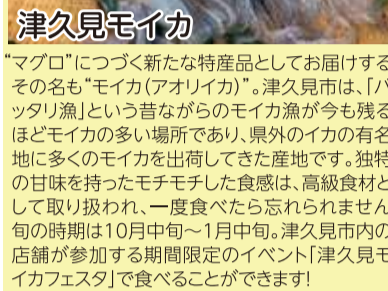 津久見モイカ
“マグロ”につづく新たな特産品としてお届けする
その名も“モイカ（アオリイカ）”。津久見市は、「バ
ッタリ漁」という昔ながらのモイカ漁が今も残る
ほどモイカの多い場所であり、県外のイカの有名
地に多くのモイカを出荷してきた産地です。独特
の甘味を持ったモチモチした食感は、高級食材と
して取り扱われ、一度食べたら忘れられません
旬の時期は10月中旬～1月中旬。津久見市内の
店舗が参加する期間限定のイベント「津久見モ
イカフェスタ」で食べることができます!